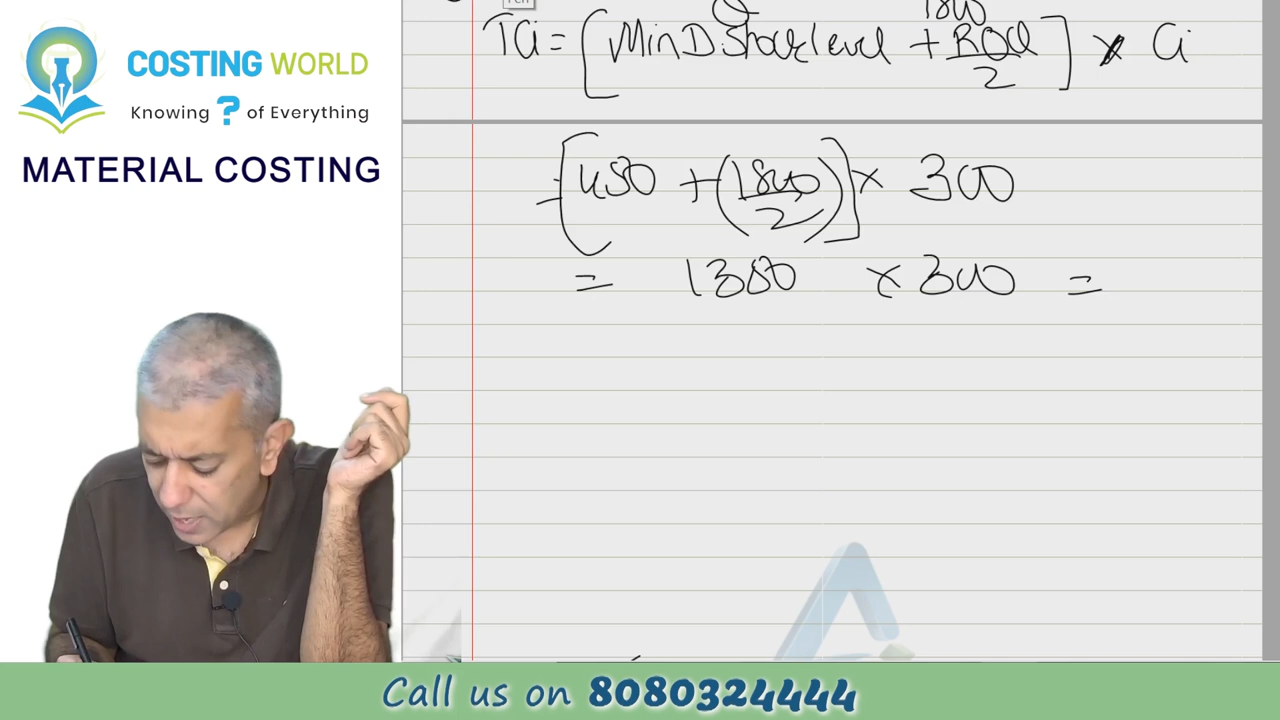 1800
TCi = [Min D. Stock level + ROQ/2] × Ci
COSTING WORLD
Knowing ? of Everything
MATERIAL COSTING
= [450 + (1800/2)] × 300
= 1350 × 300 =
Call us on 8080324444